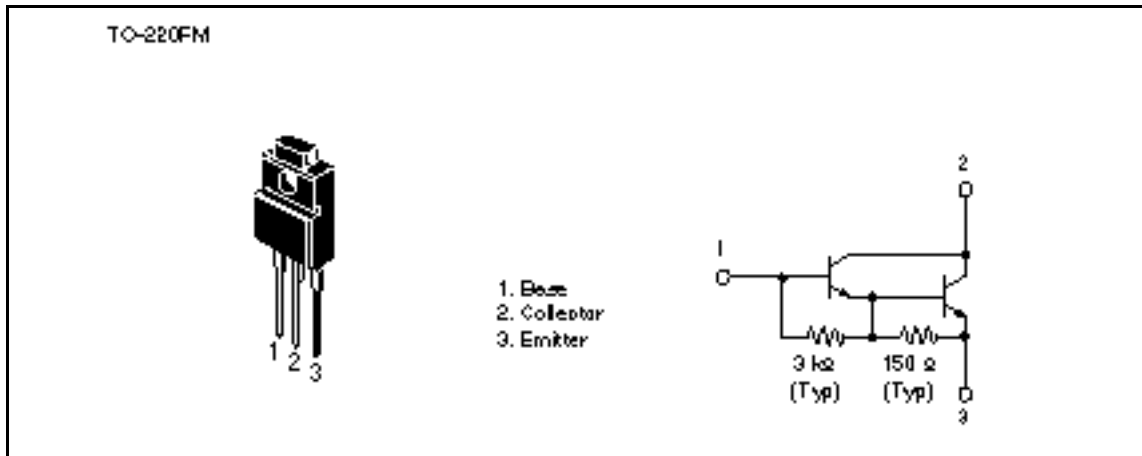 TO-220FM
1 2 3
1. Base
2. Collector
3. Emitter
1
2
3 kΩ
(Typ)
150 Ω
(Typ)
3